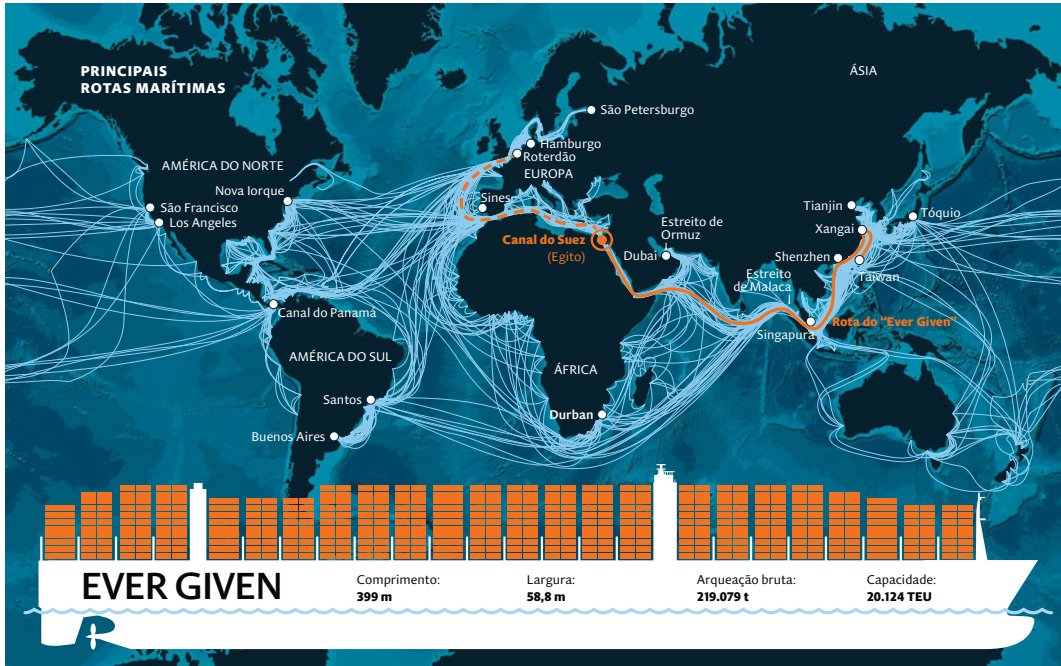 PRINCIPAIS
ROTAS MARÍTIMAS
ÁSIA
São Petersburgo
Hamburgo
Roterdão
EUROPA
AMÉRICA DO NORTE
Nova Iorque
Sines
São Francisco
Los Angeles
Tianjin
Tóquio
Xangai
Estreito de
Ormuz
Canal do Suez
(Egito)
Dubai
Shenzhen
Taiwan
Estreito
de Malaca
Canal do Panamá
Rota do “Ever Given”
Singapura
AMÉRICA DO SUL
ÁFRICA
Santos
Durban
Buenos Aires
EVER GIVEN
Comprimento:
399 m
Largura:
58,8 m
Arqueação bruta:
219.079 t
Capacidade:
20.124 TEU